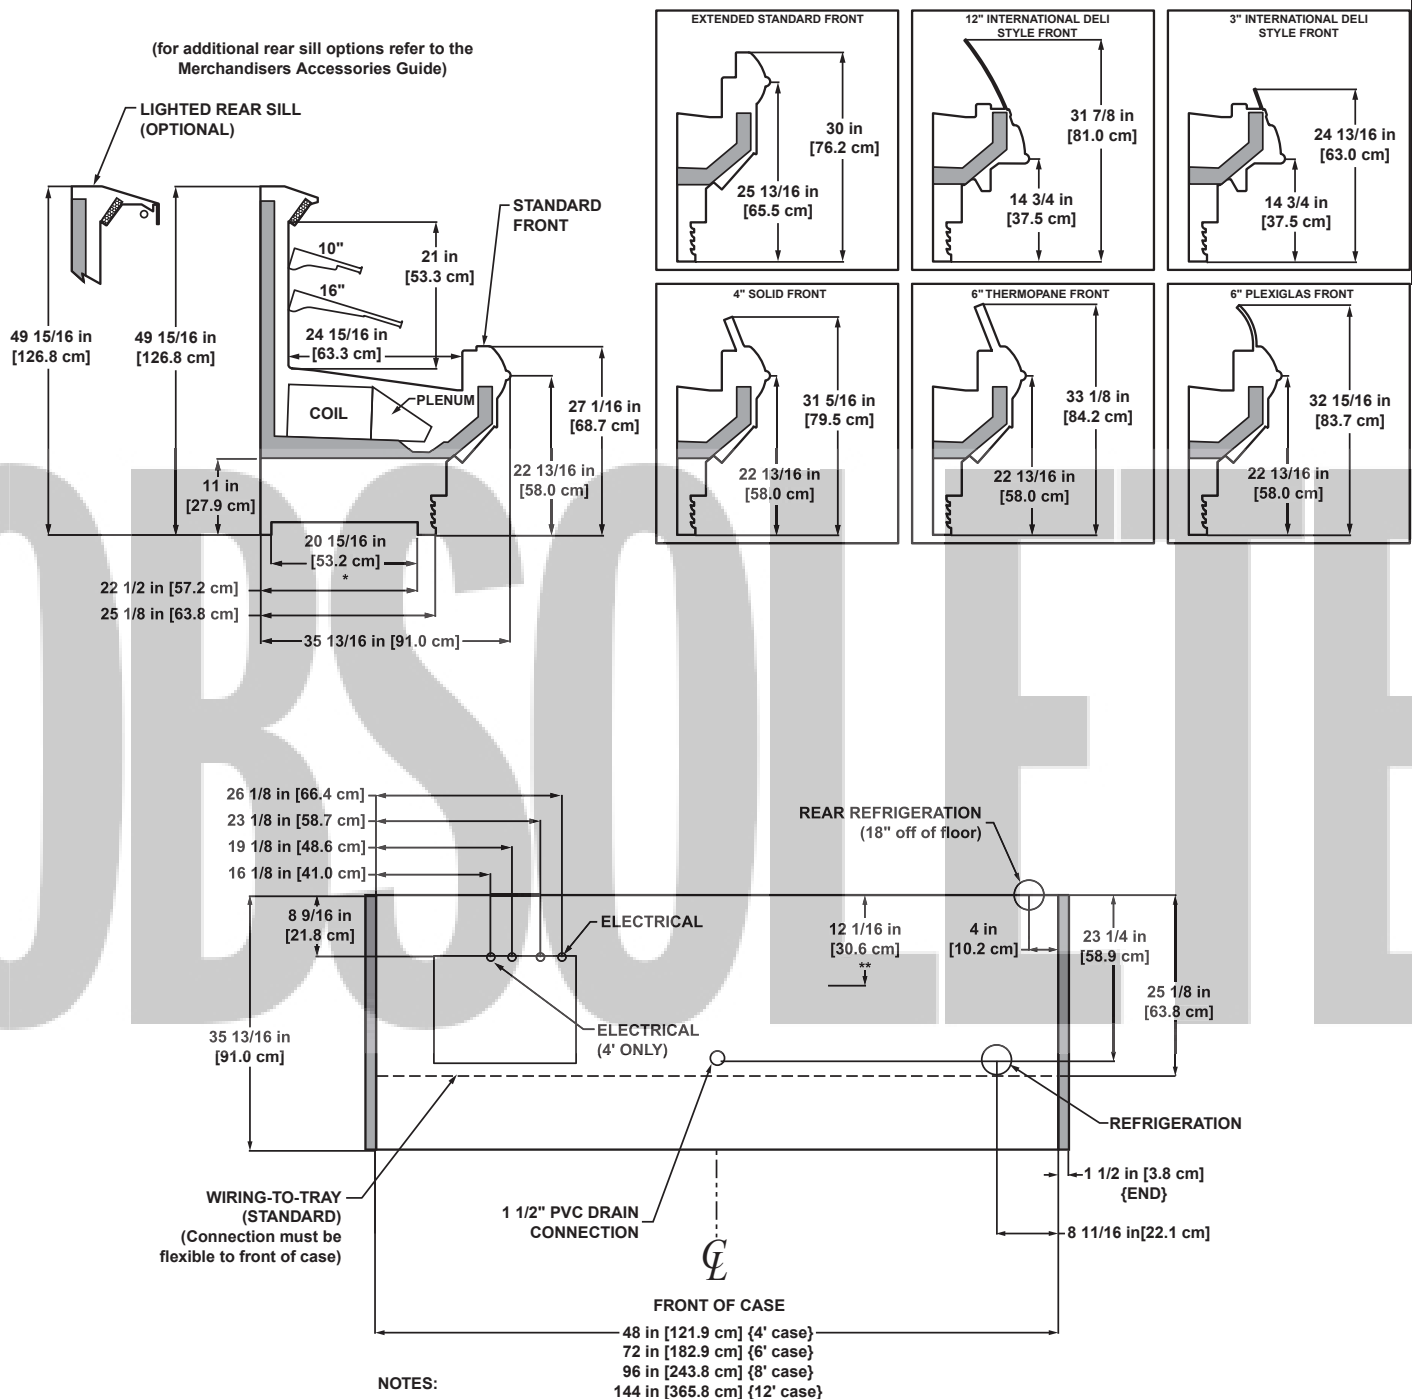 (for additional rear sill options refer to the
Merchandisers Accessories Guide)
LIGHTED REAR SILL
(OPTIONAL)
49 15/16 in
[126.8 cm]
49 15/16 in
[126.8 cm]
10"
16"
21 in
[53.3 cm]
24 15/16 in
[63.3 cm]
STANDARD
FRONT
COIL
PLENUM
27 1/16 in
[68.7 cm]
22 13/16 in
[58.0 cm]
11 in
[27.9 cm]
20 15/16 in
[53.2 cm]
*
22 1/2 in [57.2 cm]
25 1/8 in [63.8 cm]
35 13/16 in [91.0 cm]
EXTENDED STANDARD FRONT
30 in
[76.2 cm]
25 13/16 in
[65.5 cm]
12" INTERNATIONAL DELI
STYLE FRONT
31 7/8 in
[81.0 cm]
14 3/4 in
[37.5 cm]
3" INTERNATIONAL DELI
STYLE FRONT
24 13/16 in
[63.0 cm]
14 3/4 in
[37.5 cm]
4" SOLID FRONT
31 5/16 in
[79.5 cm]
22 13/16 in
[58.0 cm]
6" THERMOPANE FRONT
33 1/8 in
[84.2 cm]
22 13/16 in
[58.0 cm]
6" PLEXIGLAS FRONT
32 15/16 in
[83.7 cm]
22 13/16 in
[58.0 cm]
OBSOLETE
26 1/8 in [66.4 cm]
23 1/8 in [58.7 cm]
19 1/8 in [48.6 cm]
16 1/8 in [41.0 cm]
REAR REFRIGERATION
(18" off of floor)
8 9/16 in
[21.8 cm]
ELECTRICAL
12 1/16 in
[30.6 cm]
**
4 in
[10.2 cm]
23 1/4 in
[58.9 cm]
25 1/8 in
[63.8 cm]
35 13/16 in
[91.0 cm]
ELECTRICAL
(4' ONLY)
REFRIGERATION
1 1/2 in [3.8 cm]
{END}
8 11/16 in[22.1 cm]
WIRING-TO-TRAY
(STANDARD)
(Connection must be
flexible to front of case)
1 1/2" PVC DRAIN
CONNECTION
CL
FRONT OF CASE
48 in [121.9 cm] {4' case}
72 in [182.9 cm] {6' case}
96 in [243.8 cm] {8' case}
144 in [365.8 cm] {12' case}
NOTES: